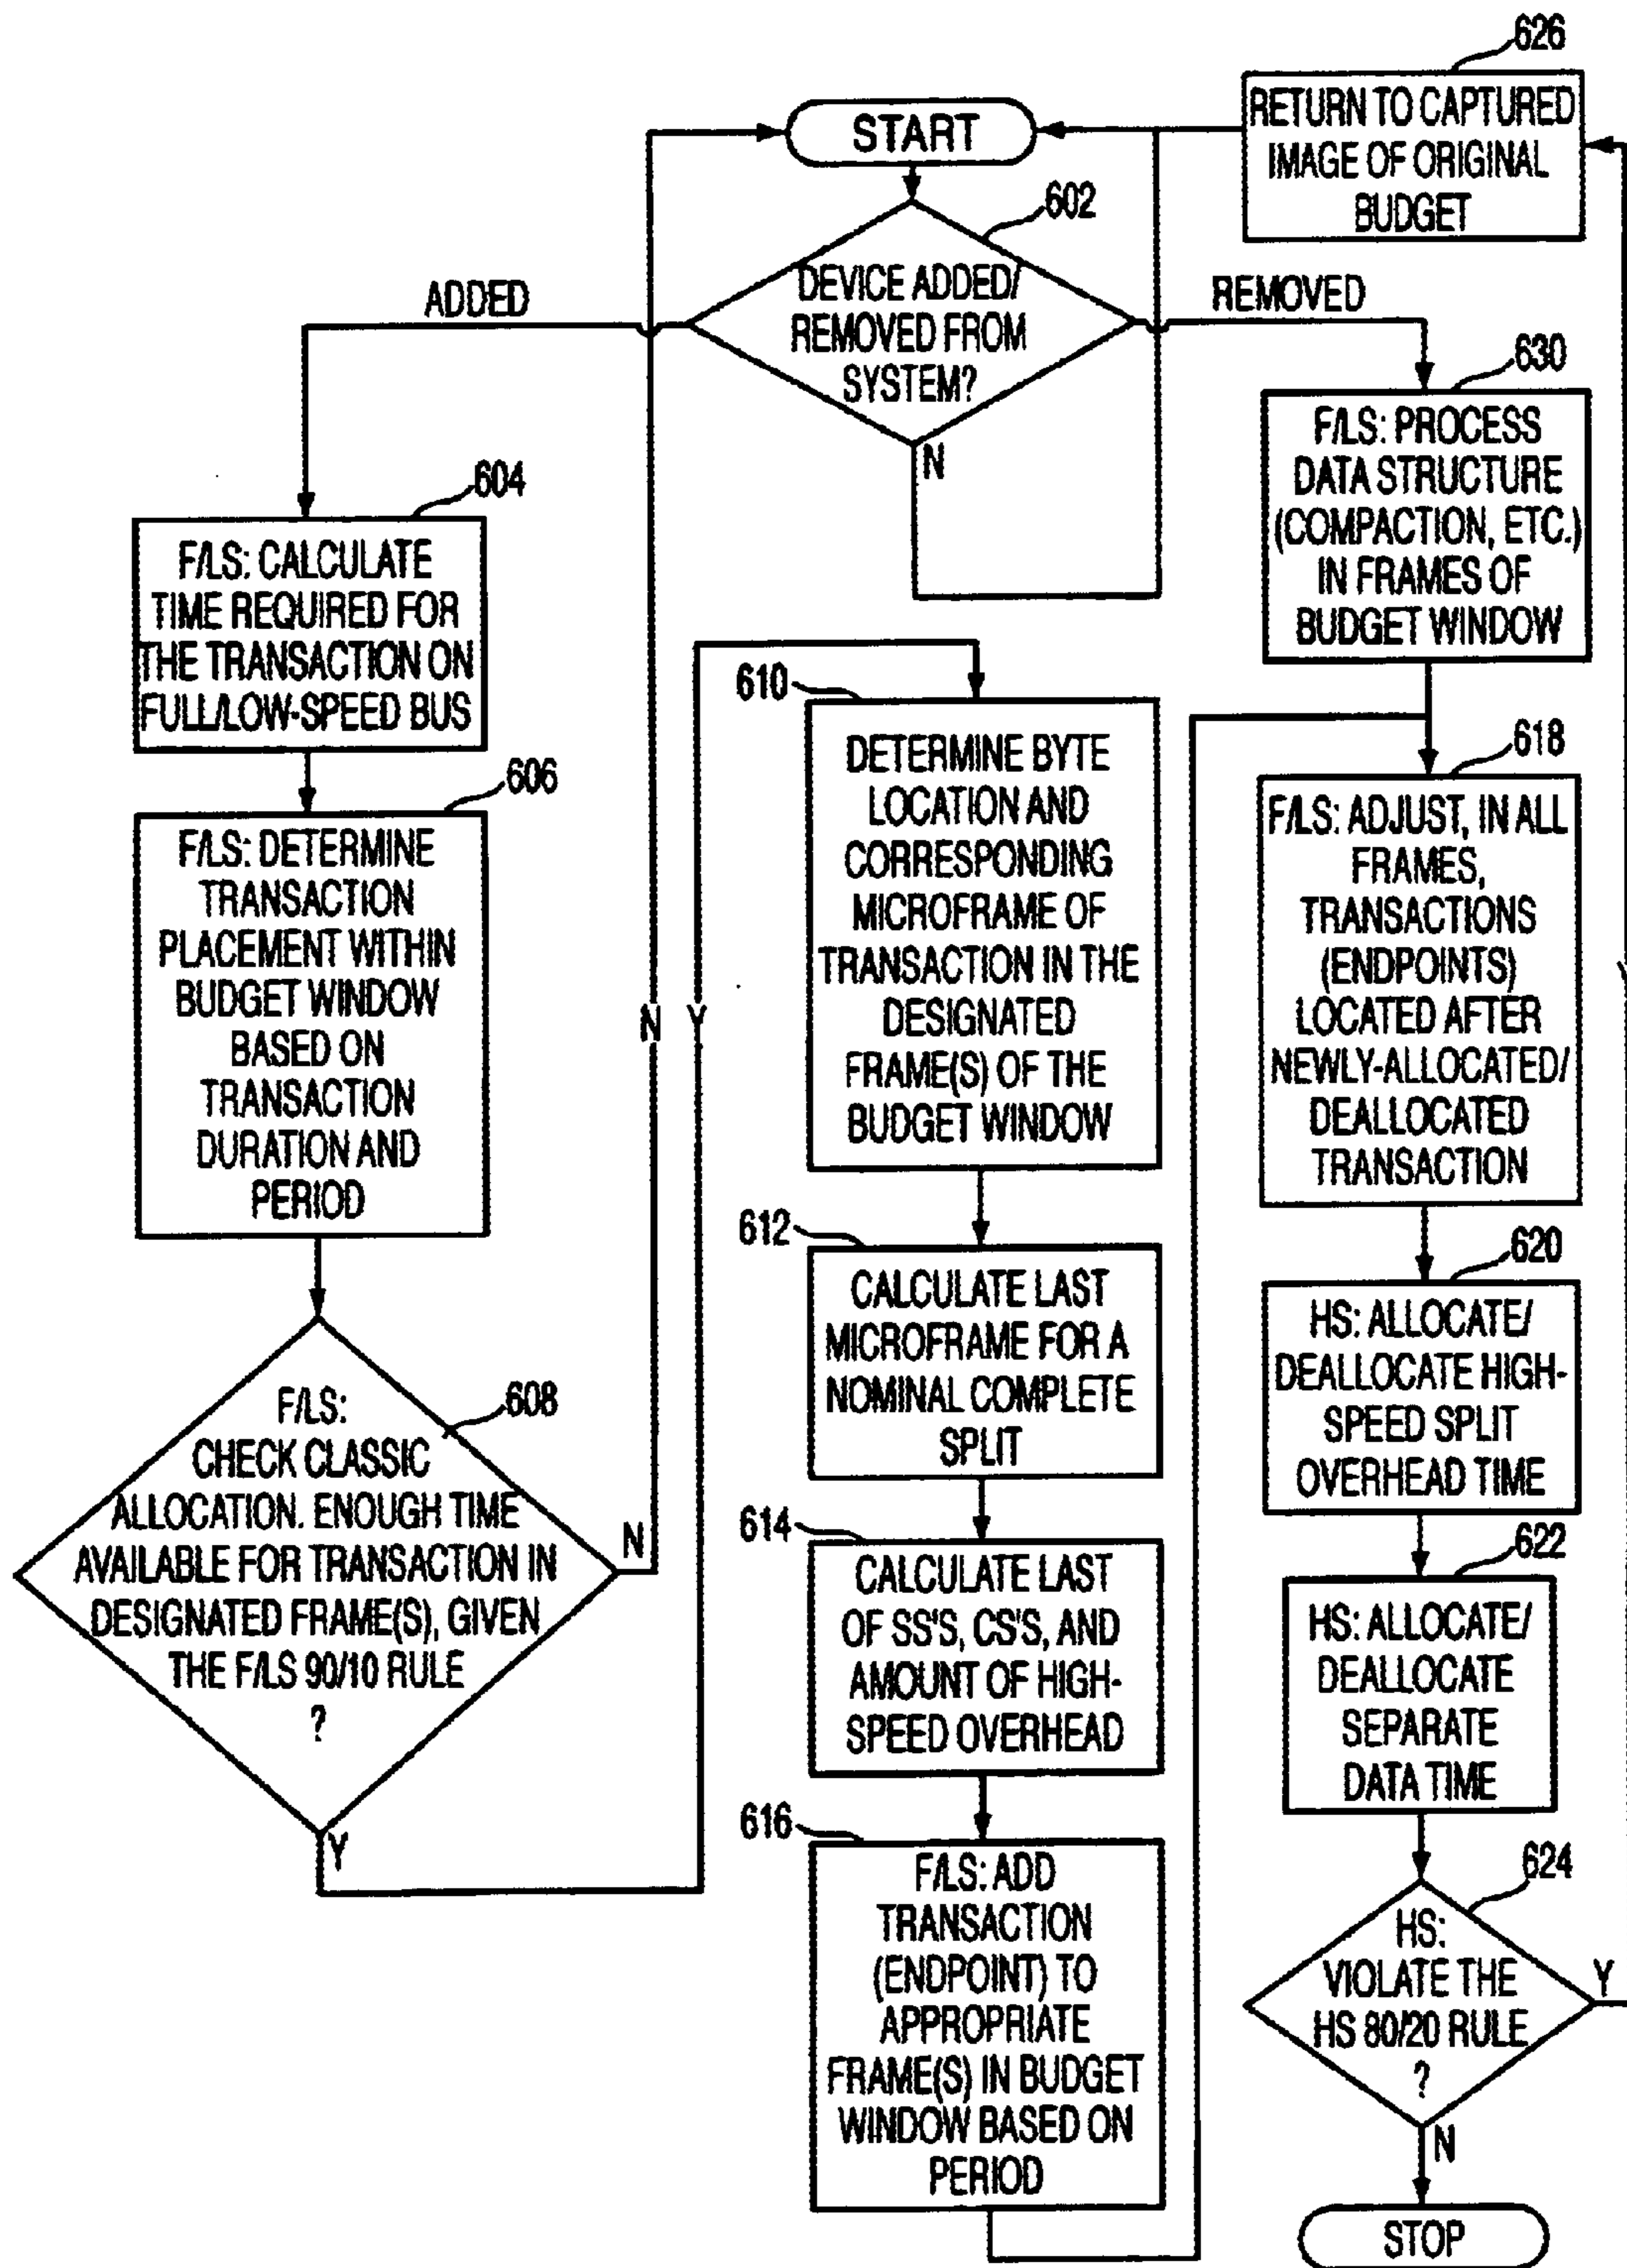 626
RETURN TO CAPTURED
IMAGE OF ORIGINAL
BUDGET
START
602
DEVICE ADDED/
REMOVED FROM
SYSTEM?
ADDED
REMOVED
N
604
F/LS: CALCULATE
TIME REQUIRED FOR
THE TRANSACTION ON
FULL/LOW-SPEED BUS
606
F/LS: DETERMINE
TRANSACTION
PLACEMENT WITHIN
BUDGET WINDOW
BASED ON
TRANSACTION
DURATION AND
PERIOD
608
F/LS:
CHECK CLASSIC
ALLOCATION. ENOUGH TIME
AVAILABLE FOR TRANSACTION IN
DESIGNATED FRAME(S), GIVEN
THE F/LS 90/10 RULE
?
N
Y
N
Y
610
DETERMINE BYTE
LOCATION AND
CORRESPONDING
MICROFRAME OF
TRANSACTION IN THE
DESIGNATED
FRAME(S) OF THE
BUDGET WINDOW
612
CALCULATE LAST
MICROFRAME FOR A
NOMINAL COMPLETE
SPLIT
614
CALCULATE LAST
OF SS'S, CS'S, AND
AMOUNT OF HIGH-
SPEED OVERHEAD
616
F/LS: ADD
TRANSACTION
(ENDPOINT) TO
APPROPRIATE
FRAME(S) IN BUDGET
WINDOW BASED ON
PERIOD
630
F/LS: PROCESS
DATA STRUCTURE
(COMPACTION, ETC.)
IN FRAMES OF
BUDGET WINDOW
618
F/LS: ADJUST, IN ALL
FRAMES,
TRANSACTIONS
(ENDPOINTS)
LOCATED AFTER
NEWLY-ALLOCATED/
DEALLOCATED
TRANSACTION
620
HS: ALLOCATE/
DEALLOCATE HIGH-
SPEED SPLIT
OVERHEAD TIME
622
HS: ALLOCATE/
DEALLOCATE
SEPARATE
DATA TIME
624
HS:
VIOLATE THE
HS 80/20 RULE
?
Y
N
STOP